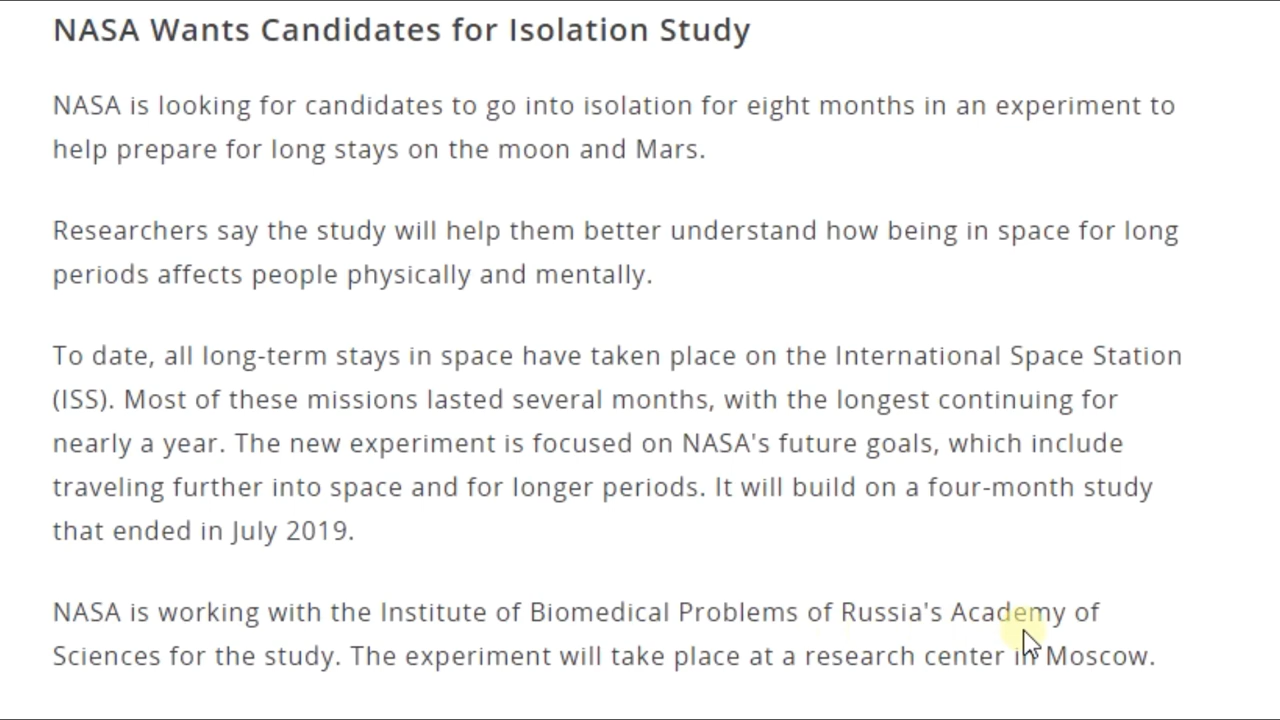 NASA Wants Candidates for Isolation Study
NASA is looking for candidates to go into isolation for eight months in an experiment to
help prepare for long stays on the moon and Mars.
Researchers say the study will help them better understand how being in space for long
periods affects people physically and mentally.
To date, all long-term stays in space have taken place on the International Space Station
(ISS). Most of these missions lasted several months, with the longest continuing for
nearly a year. The new experiment is focused on NASA's future goals, which include
traveling further into space and for longer periods. It will build on a four-month study
that ended in July 2019.
NASA is working with the Institute of Biomedical Problems of Russia's Academy of
Sciences for the study. The experiment will take place at a research center in Moscow.